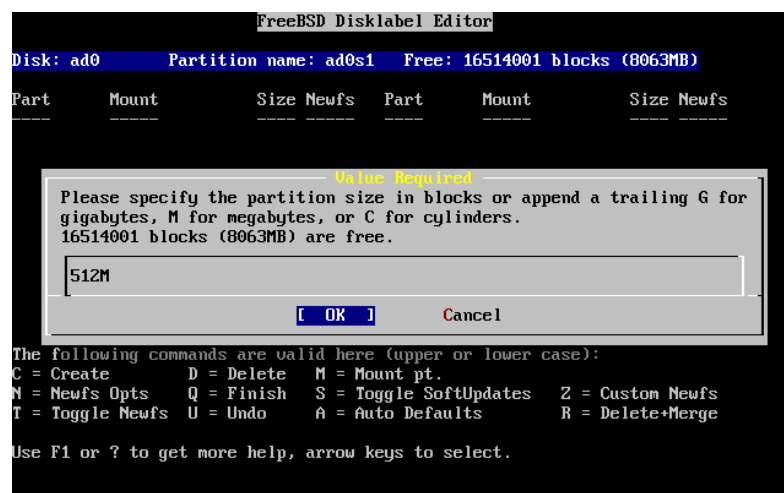 FreeBSD Disklabel Editor
Disk: ad0 Partition name: ad0s1 Free: 16514001 blocks (8063MB)
Part Mount Size Newfs Part Mount Size Newfs
---- ----- ---- ----- ---- ----- ---- -----
Value Required
Please specify the partition size in blocks or append a trailing G for
gigabytes, M for megabytes, or C for cylinders.
16514001 blocks (8063MB) are free.
512M
[ OK ] Cancel
The following commands are valid here (upper or lower case):
C = Create D = Delete M = Mount pt.
N = Newfs Opts Q = Finish S = Toggle SoftUpdates Z = Custom Newfs
T = Toggle Newfs U = Undo A = Auto Defaults R = Delete+Merge
Use F1 or ? to get more help, arrow keys to select.